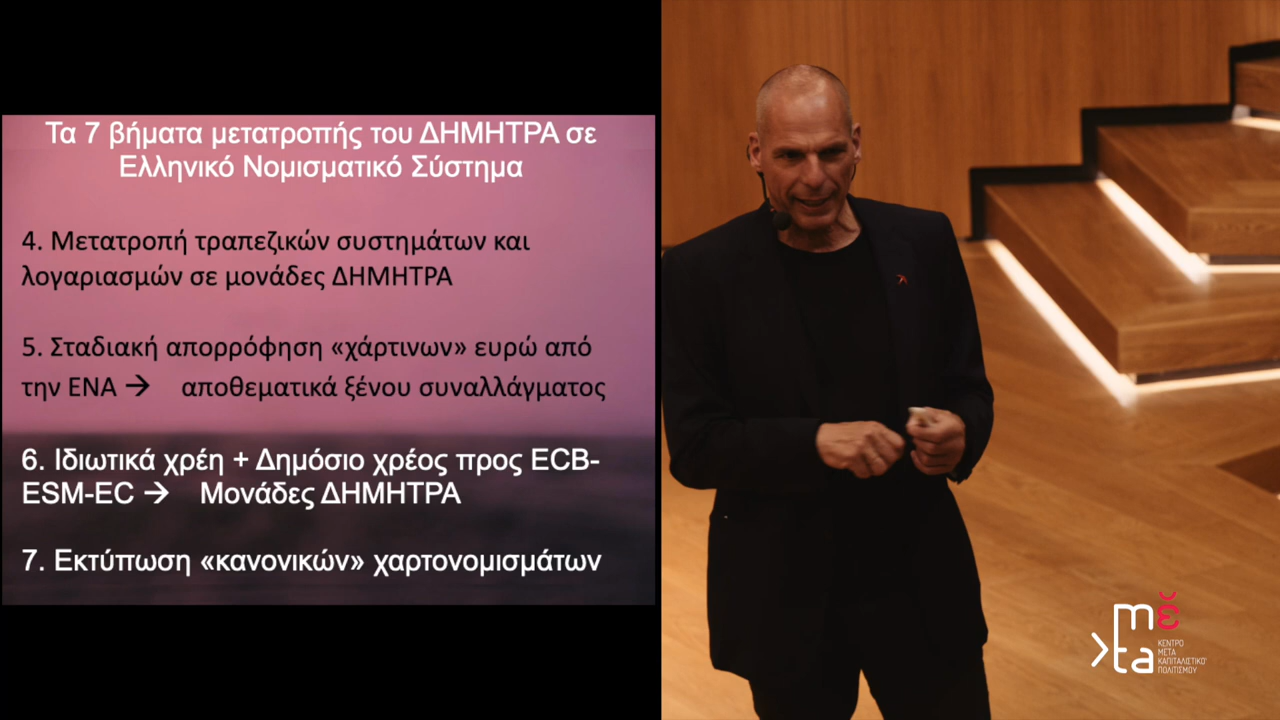 Τα 7 βήματα μετατροπής του ΔΗΜΗΤΡΑ σε
Ελληνικό Νομισματικό Σύστημα
4. Μετατροπή τραπεζικών συστημάτων και
λογαριασμών σε μονάδες ΔΗΜΗΤΡΑ
5. Σταδιακή απορρόφηση «χάρτινων» ευρώ από
την ΕΝΑ → αποθεματικά ξένου συναλλάγματος
6. Ιδιωτικά χρέη + Δημόσιο χρέος προς ECB-
ESM-EC → Μονάδες ΔΗΜΗΤΡΑ
7. Εκτύπωση «κανονικών» χαρτονομισμάτων
mέ
ta
ΚΕΝΤΡΟ
ΜΕΤΑ
ΚΑΠΙΤΑΛΙΣΤΙΚΟΥ
ΠΟΛΙΤΙΣΜΟΥ